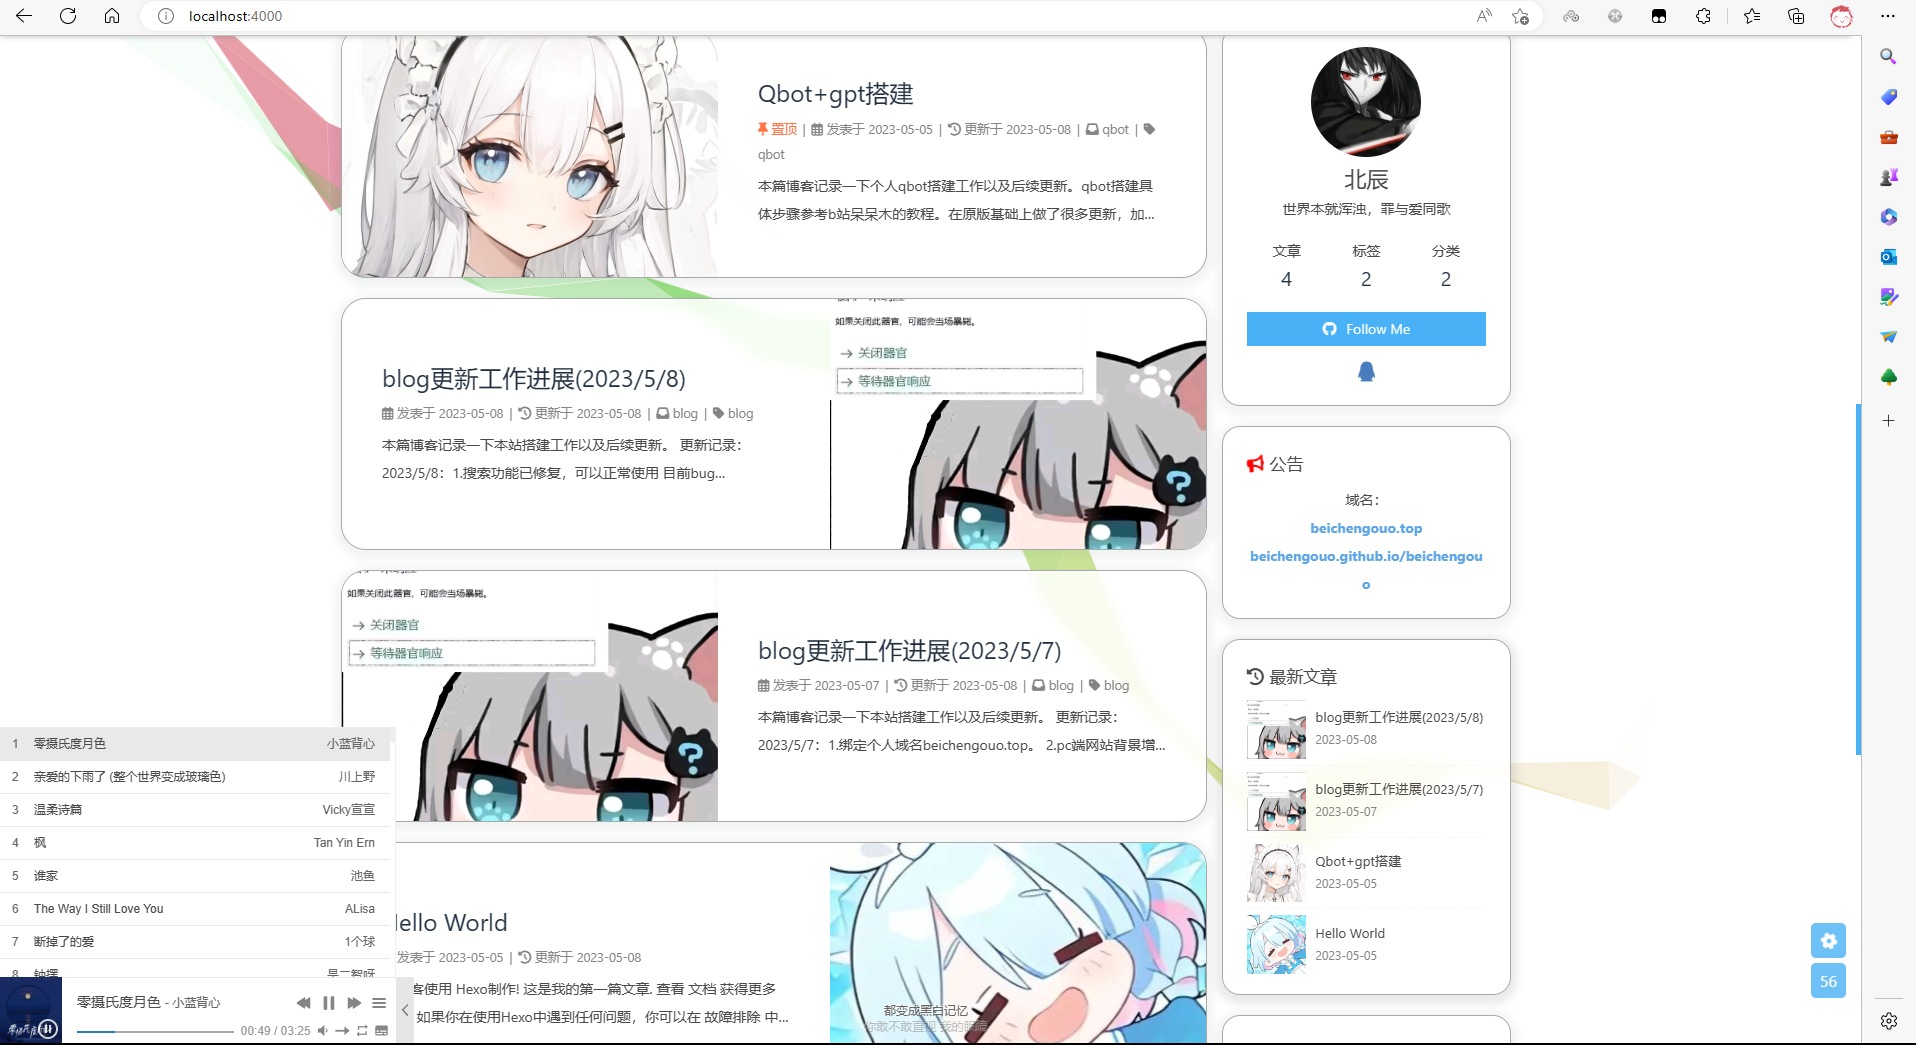 localhost:4000
Qbot+gpt搭建
置顶 | 发表于 2023-05-05 | 更新于 2023-05-08 | qbot |
qbot
本篇博客记录一下个人qbot搭建工作以及后续更新。qbot搭建具
体步骤参考b站呆呆木的教程。在原版基础上做了很多更新，加...
如果关闭此器官，可能会当场暴毙。
关闭器官
等待器官响应
blog更新工作进展(2023/5/8)
发表于 2023-05-08 | 更新于 2023-05-08 | blog | blog
本篇博客记录一下本站搭建工作以及后续更新。 更新记录：
2023/5/8：1.搜索功能已修复，可以正常使用 目前bug...
如果关闭此器官，可能会当场暴毙。
关闭器官
等待器官响应
blog更新工作进展(2023/5/7)
发表于 2023-05-07 | 更新于 2023-05-08 | blog | blog
本篇博客记录一下本站搭建工作以及后续更新。 更新记录：
2023/5/7：1.绑定个人域名beichengouo.top。 2.pc端网站背景增...
ello World
发表于 2023-05-05 | 更新于 2023-05-08
客使用 Hexo制作! 这是我的第一篇文章. 查看 文档 获得更多
如果你在使用Hexo中遇到任何问题，你可以在 故障排除 中...
都变成黑白记忆
你敢不敢直视 我的眼睛
北辰
世界本就浑浊，罪与爱同歌
文章 标签 分类
4 2 2
Follow Me
公告
域名：
beichengouo.top
beichengouo.github.io/beichengou
o
最新文章
blog更新工作进展(2023/5/8)
2023-05-08
blog更新工作进展(2023/5/7)
2023-05-07
Qbot+gpt搭建
2023-05-05
Hello World
2023-05-05
56
1 零摄氏度月色 小蓝背心
2 亲爱的下雨了 (整个世界变成玻璃色) 川上野
3 温柔诗篇 Vicky宣宣
4 枫 Tan Yin Ern
5 谁家 池鱼
6 The Way I Still Love You ALisa
7 断掉了的爱 1个球
8 钟摆 是二智呀
零摄氏度月色 - 小蓝背心
00:49 / 03:25